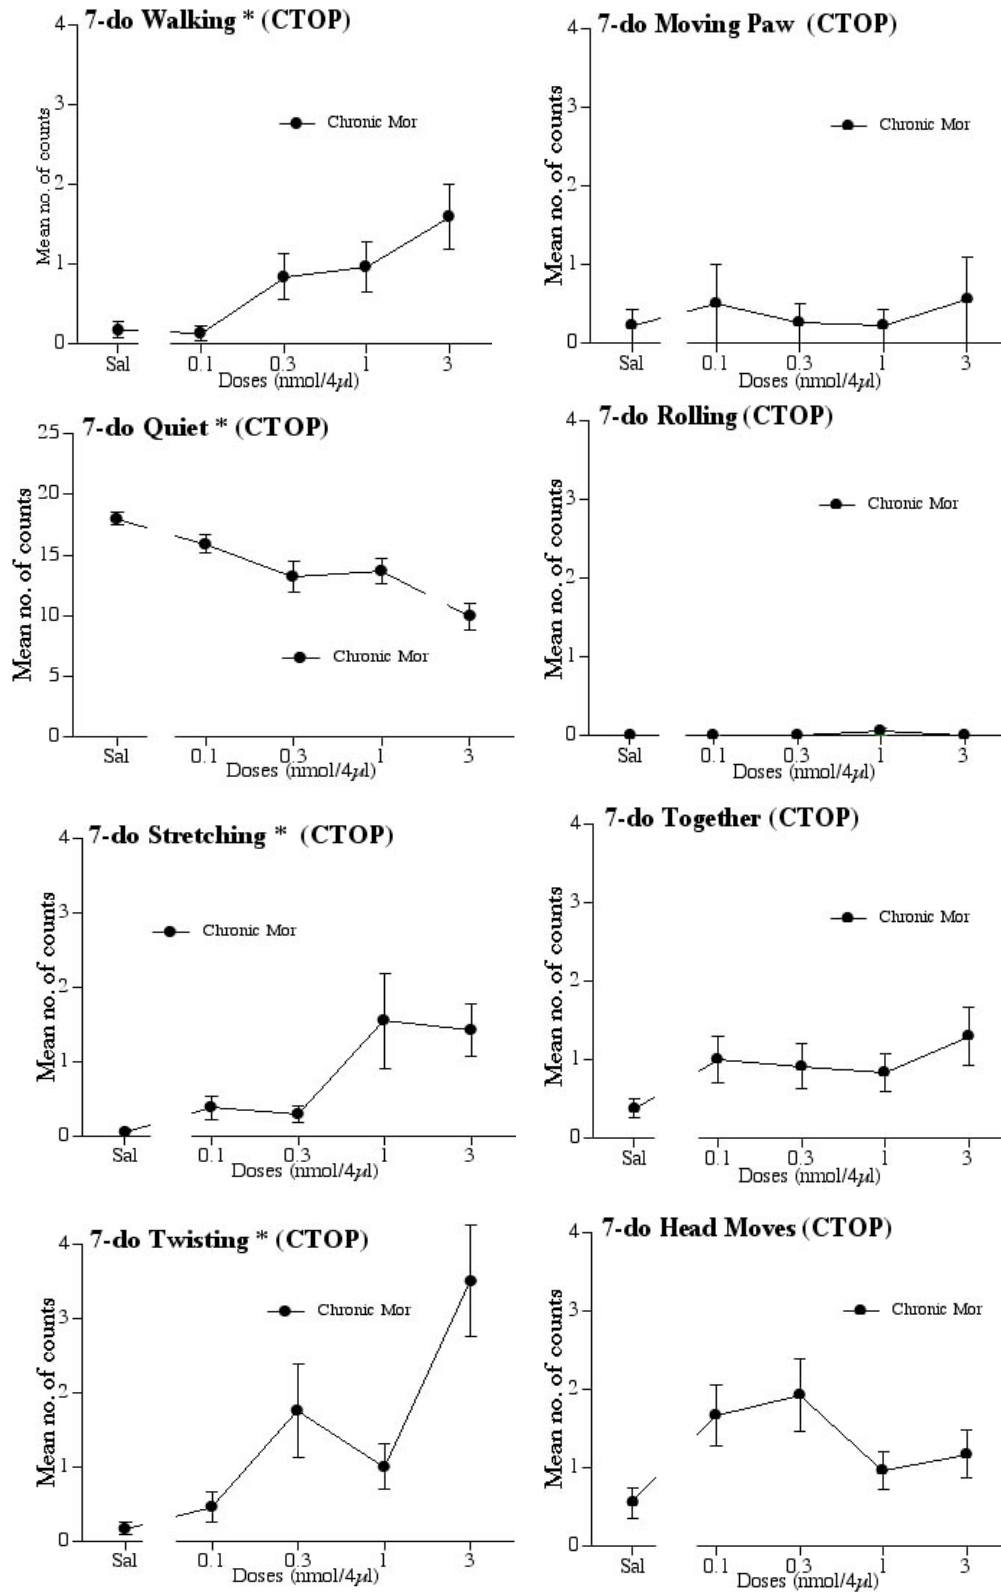 7-do Walking * (CTOP)
4
3
2
1
0
Mean no. of counts
Chronic Mor
Sal 0.1 0.3 1 3
Doses (nmol/4µl)
7-do Moving Paw (CTOP)
4
3
2
1
0
Mean no. of counts
Chronic Mor
Sal 0.1 0.3 1 3
Doses (nmol/4µl)
7-do Quiet * (CTOP)
25
20
15
10
5
0
Mean no. of counts
Chronic Mor
Sal 0.1 0.3 1 3
Doses (nmol/4µl)
7-do Rolling (CTOP)
4
3
2
1
0
Mean no. of counts
Chronic Mor
Sal 0.1 0.3 1 3
Doses (nmol/4µl)
7-do Stretching * (CTOP)
4
3
2
1
0
Mean no. of counts
Chronic Mor
Sal 0.1 0.3 1 3
Doses (nmol/4µl)
7-do Together (CTOP)
4
3
2
1
0
Mean no. of counts
Chronic Mor
Sal 0.1 0.3 1 3
Doses (nmol/4µl)
7-do Twisting * (CTOP)
4
3
2
1
0
Mean no. of counts
Chronic Mor
Sal 0.1 0.3 1 3
Doses (nmol/4µl)
7-do Head Moves (CTOP)
4
3
2
1
0
Mean no. of counts
Chronic Mor
Sal 0.1 0.3 1 3
Doses (nmol/4µl)